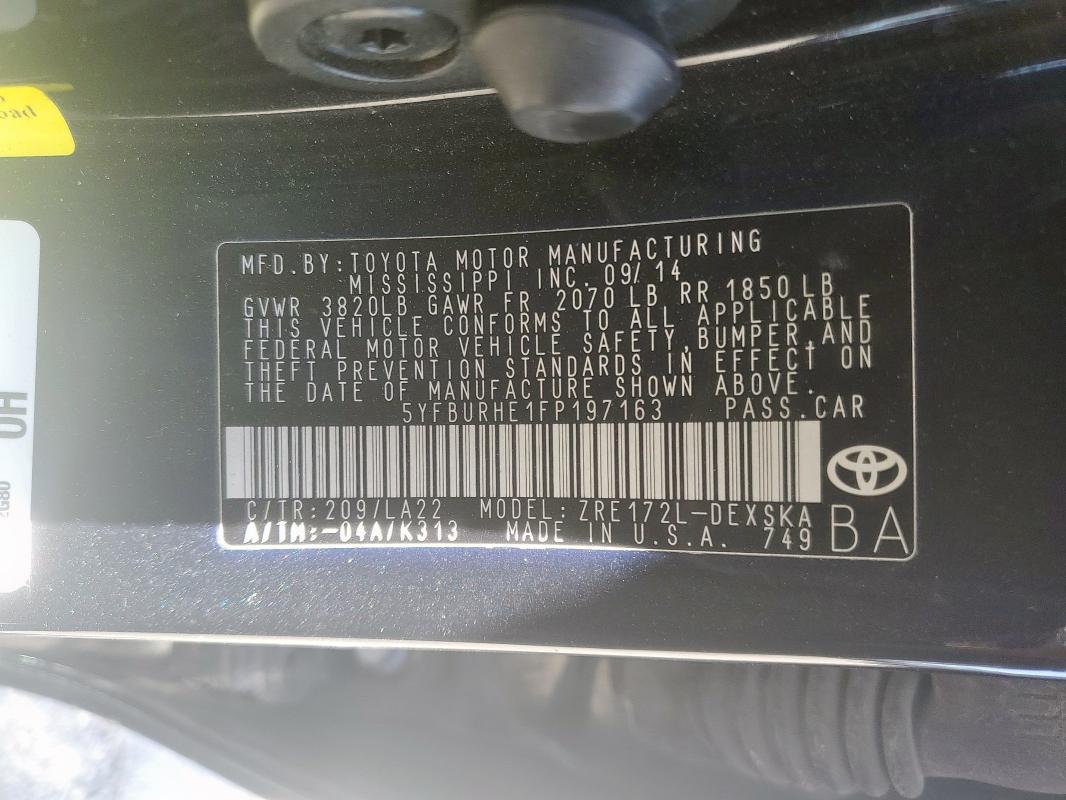 oad
MFD.BY:TOYOTA MOTOR MANUFACTURING
MISSISSIPPI INC. 09/14
GVWR 3820LB GAWR FR 2070 LB RR 1850 LB
THIS VEHICLE CONFORMS TO ALL APPLICABLE
FEDERAL MOTOR VEHICLE SAFETY,BUMPER,AND
THEFT PREVENTION STANDARDS IN EFFECT ON
THE DATE OF MANUFACTURE SHOWN ABOVE.
5YFBURHE1FP197163 PASS.CAR
C/TR:209/LA22 MODEL:ZRE172L-DEXSKA
A/TM:-04A/K313 MADE IN U.S.A. 749 BA